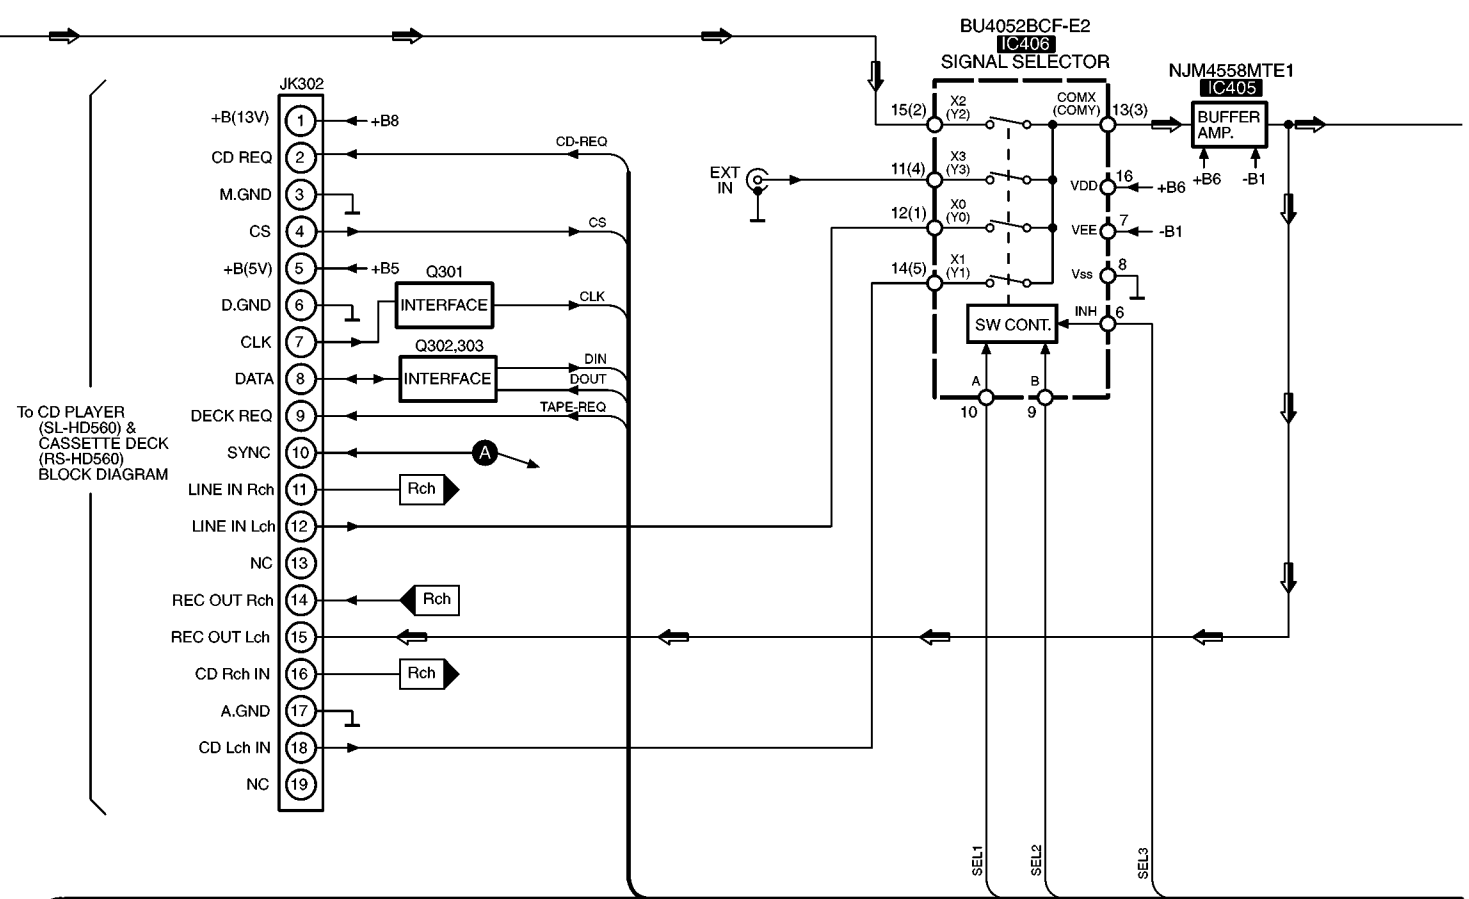 BU4052BCF-E2
IC406
SIGNAL SELECTOR
NJM4558MTE1
IC405
JK302
+B(13V) 1 +B8
CD REQ 2 CD-REQ
M.GND 3
CS 4 CS
+B(5V) 5 +B5
D.GND 6
CLK 7
DATA 8
DECK REQ 9 TAPE-REQ
SYNC 10 A
LINE IN Rch 11 Rch
LINE IN Lch 12
NC 13
REC OUT Rch 14 Rch
REC OUT Lch 15
CD Rch IN 16 Rch
A.GND 17
CD Lch IN 18
NC 19
Q301
INTERFACE
CLK
Q302,303
INTERFACE
DIN
DOUT
To CD PLAYER
(SL-HD560) &
CASSETTE DECK
(RS-HD560)
BLOCK DIAGRAM
EXT
IN
15(2)
X2
(Y2)
11(4)
X3
(Y3)
12(1)
X0
(Y0)
14(5)
X1
(Y1)
COMX
(COMY)
13(3)
VDD
16
+B6
VEE
7
-B1
Vss
8
INH
6
SW CONT.
A
B
10
9
BUFFER
AMP.
+B6
-B1
SEL1
SEL2
SEL3